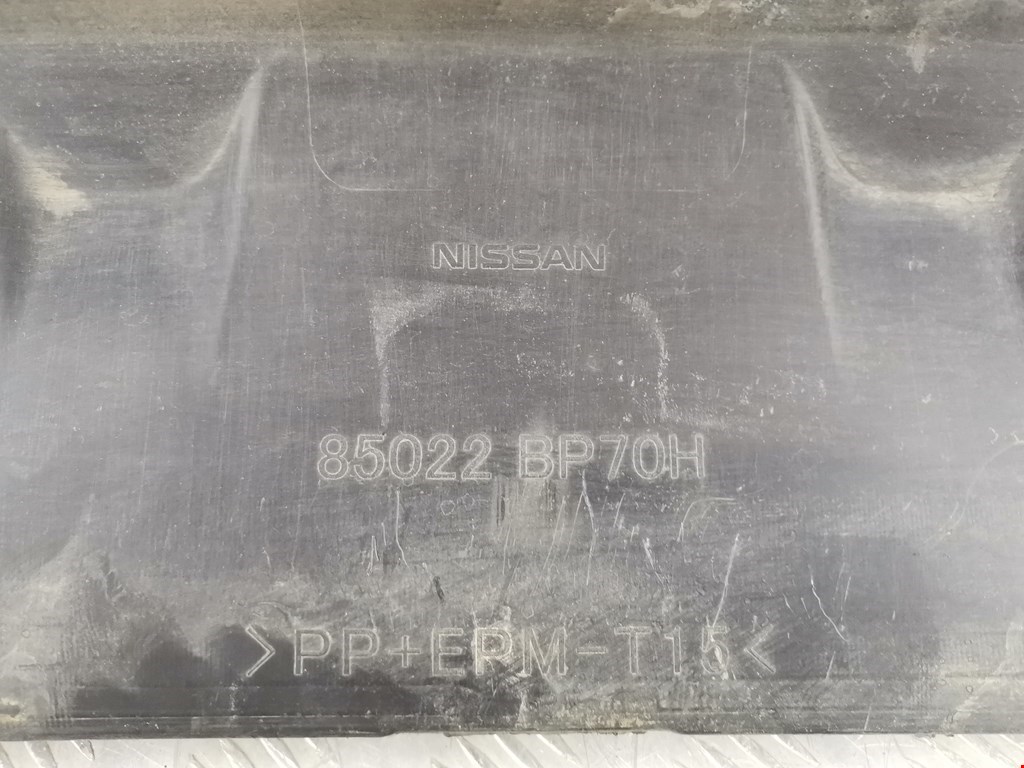 NISSAN
85022 BP70H
>PP+EPM-T15<